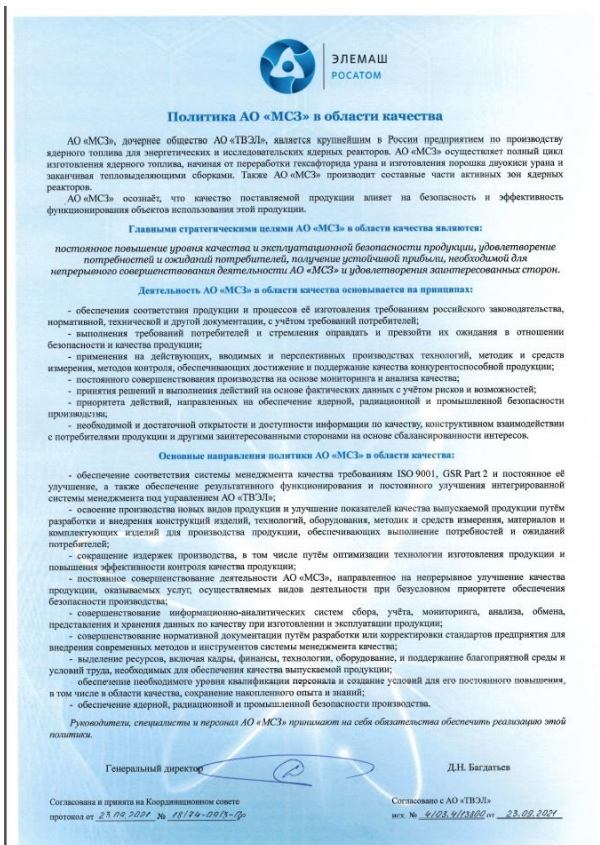 ЭЛЕМАШ
РОСАТОМ
Политика АО «МСЗ» в области качества
АО «МСЗ», дочернее общество АО «ТВЭЛ», является крупнейшим в России предприятием по производству
ядерного топлива для энергетических и исследовательских ядерных реакторов. АО «МСЗ» осуществляет полный цикл
изготовления ядерного топлива, начиная от переработки гексафторида урана и изготовления порошка двуокиси урана и
заканчивая тепловыделяющими сборками. Также АО «МСЗ» производит составные части активных зон ядерных
реакторов.
АО «МСЗ» осознаёт, что качество поставляемой продукции влияет на безопасность и эффективность
функционирования объектов использования этой продукции.
Главными стратегическими целями АО «МСЗ» в области качества являются:
постоянное повышение уровня качества и эксплуатационной безопасности продукции, удовлетворение
потребностей и ожиданий потребителей, получение устойчивой прибыли, необходимой для
непрерывного совершенствования деятельности АО «МСЗ» и удовлетворения заинтересованных сторон.
Деятельность АО «МСЗ» в области качества основывается на принципах:
- обеспечения соответствия продукции и процессов её изготовления требованиям российского законодательства,
нормативной, технической и другой документации, с учётом требований потребителей;
- выполнения требований потребителей и стремления оправдать и превзойти их ожидания в отношении
безопасности и качества продукции;
- применения на действующих, вводимых и перспективных производствах технологий, методик и средств
измерения, методов контроля, обеспечивающих достижение и поддержание качества конкурентоспособной продукции;
- постоянного совершенствования производства на основе мониторинга и анализа качества;
- принятия решений и выполнения действий на основе фактических данных с учётом рисков и возможностей;
- приоритета действий, направленных на обеспечение ядерной, радиационной и промышленной безопасности
производства;
- необходимой и достаточной открытости и доступности информации по качеству, конструктивном взаимодействии
с потребителями продукции и другими заинтересованными сторонами на основе сбалансированности интересов.
Основные направления политики АО «МСЗ» в области качества:
- обеспечение соответствия системы менеджмента качества требованиям ISO 9001, GSR Part 2 и постоянное её
улучшение, а также обеспечение результативного функционирования и постоянного улучшения интегрированной
системы менеджмента под управлением АО «ТВЭЛ»;
- освоение производства новых видов продукции и улучшение показателей качества выпускаемой продукции путём
разработки и внедрения конструкций изделий, технологий, оборудования, методик и средств измерения, материалов и
комплектующих изделий для производства продукции, обеспечивающих выполнение потребностей и ожиданий
потребителей;
- сокращение издержек производства, в том числе путём оптимизации технологии изготовления продукции и
повышения эффективности контроля качества продукции;
- постоянное совершенствование деятельности АО «МСЗ», направленное на непрерывное улучшение качества
продукции, оказываемых услуг, осуществляемых видов деятельности при безусловном приоритете обеспечения
безопасности производства;
- совершенствование информационно-аналитических систем сбора, учёта, мониторинга, анализа, обмена,
представления и хранения данных по качеству при изготовлении и эксплуатации продукции;
- совершенствование нормативной документации путём разработки или корректировки стандартов предприятия для
внедрения современных методов и инструментов системы менеджмента качества;
- выделение ресурсов, включая кадры, финансы, технологии, оборудование, и поддержание благоприятной среды и
условий труда, необходимых для обеспечения качества выпускаемой продукции;
- обеспечение необходимого уровня квалификации персонала и создание условий для его постоянного повышения,
в том числе в области качества, сохранение накопленного опыта и знаний;
- обеспечение ядерной, радиационной и промышленной безопасности производства.
Руководители, специалисты и персонал АО «МСЗ» принимают на себя обязательства обеспечить реализацию этой
политики.
Генеральный директор Д.Н. Багдатьев
Согласована и принята на Координационном совете Согласовано с АО «ТВЭЛ»
протокол от 23.09.2021 № 18/74-09/3-Пр исх. № 4/03.4/13800 от 23.09.2021